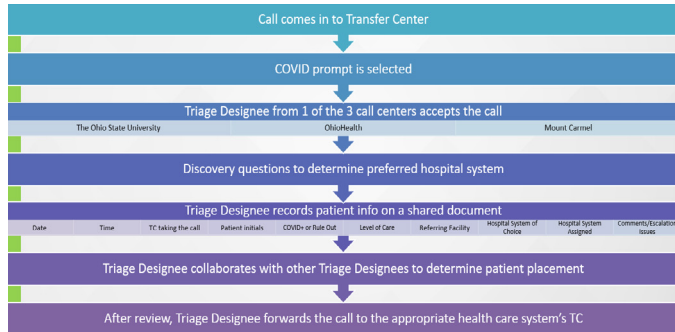 Call comes in to Transfer Center
COVID prompt is selected
Triage Designee from 1 of the 3 call centers accepts the call
The Ohio State University OhioHealth Mount Carmel
Discovery questions to determine preferred hospital system
Triage Designee records patient info on a shared document
Date Time TC taking the call Patient initials COVID+ or Rule Out Level of Care Referring Facility Hospital System of Choice Hospital System Assigned Comments/Escalation Issues
Triage Designee collaborates with other Triage Designees to determine patient placement
After review, Triage Designee forwards the call to the appropriate health care system's TC